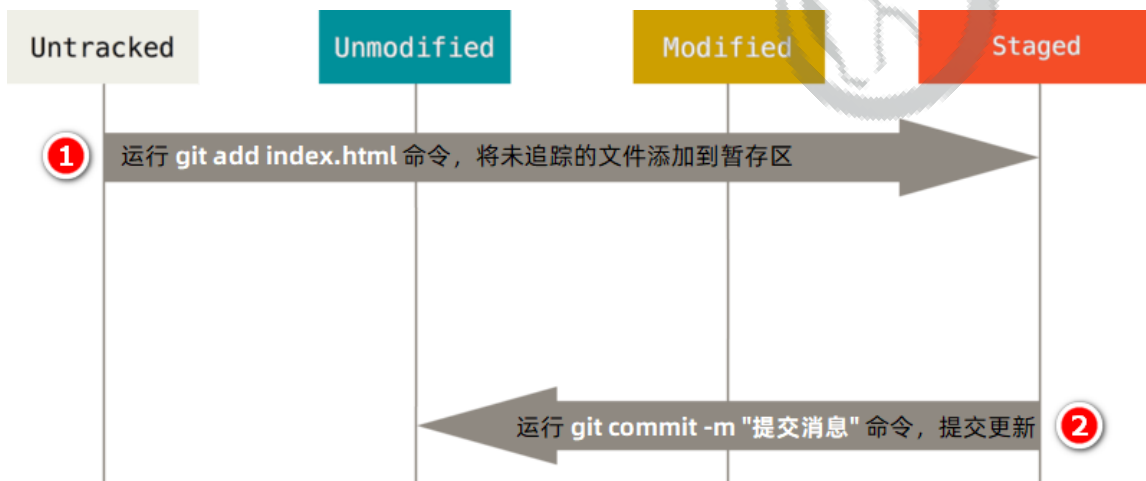 Untracked
Unmodified
Modified
Staged
1
运行 git add index.html 命令，将未追踪的文件添加到暂存区
运行 git commit -m "提交消息" 命令，提交更新
2